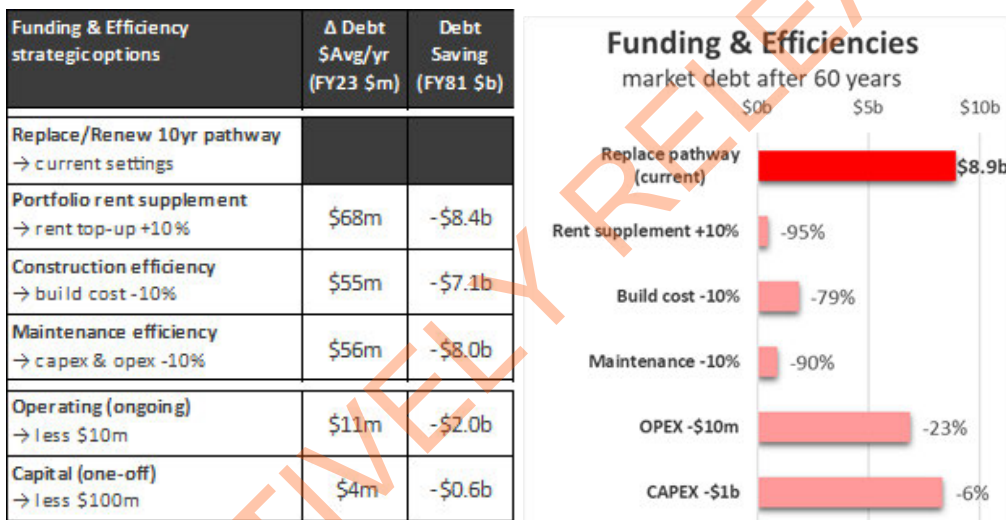 Funding & Efficiency strategic options
Δ Debt $Avg/yr (FY23 $m)
Debt Saving (FY81 $b)
Replace/Renew 10yr pathway
→ current settings
Portfolio rent supplement
→ rent top-up +10%
$68m
-$8.4b
Construction efficiency
→ build cost -10%
$55m
-$7.1b
Maintenance efficiency
→ capex & opex -10%
$56m
-$8.0b
Operating (ongoing)
→ less $10m
$11m
-$2.0b
Capital (one-off)
→ less $100m
$4m
-$0.6b
Funding & Efficiencies
market debt after 60 years
$0b $5b $10b
Replace pathway
(current)
$8.9b
Rent supplement +10% -95%
Build cost -10% -79%
Maintenance -10% -90%
OPEX -$10m -23%
CAPEX -$1b -6%
TIVELY RELEA